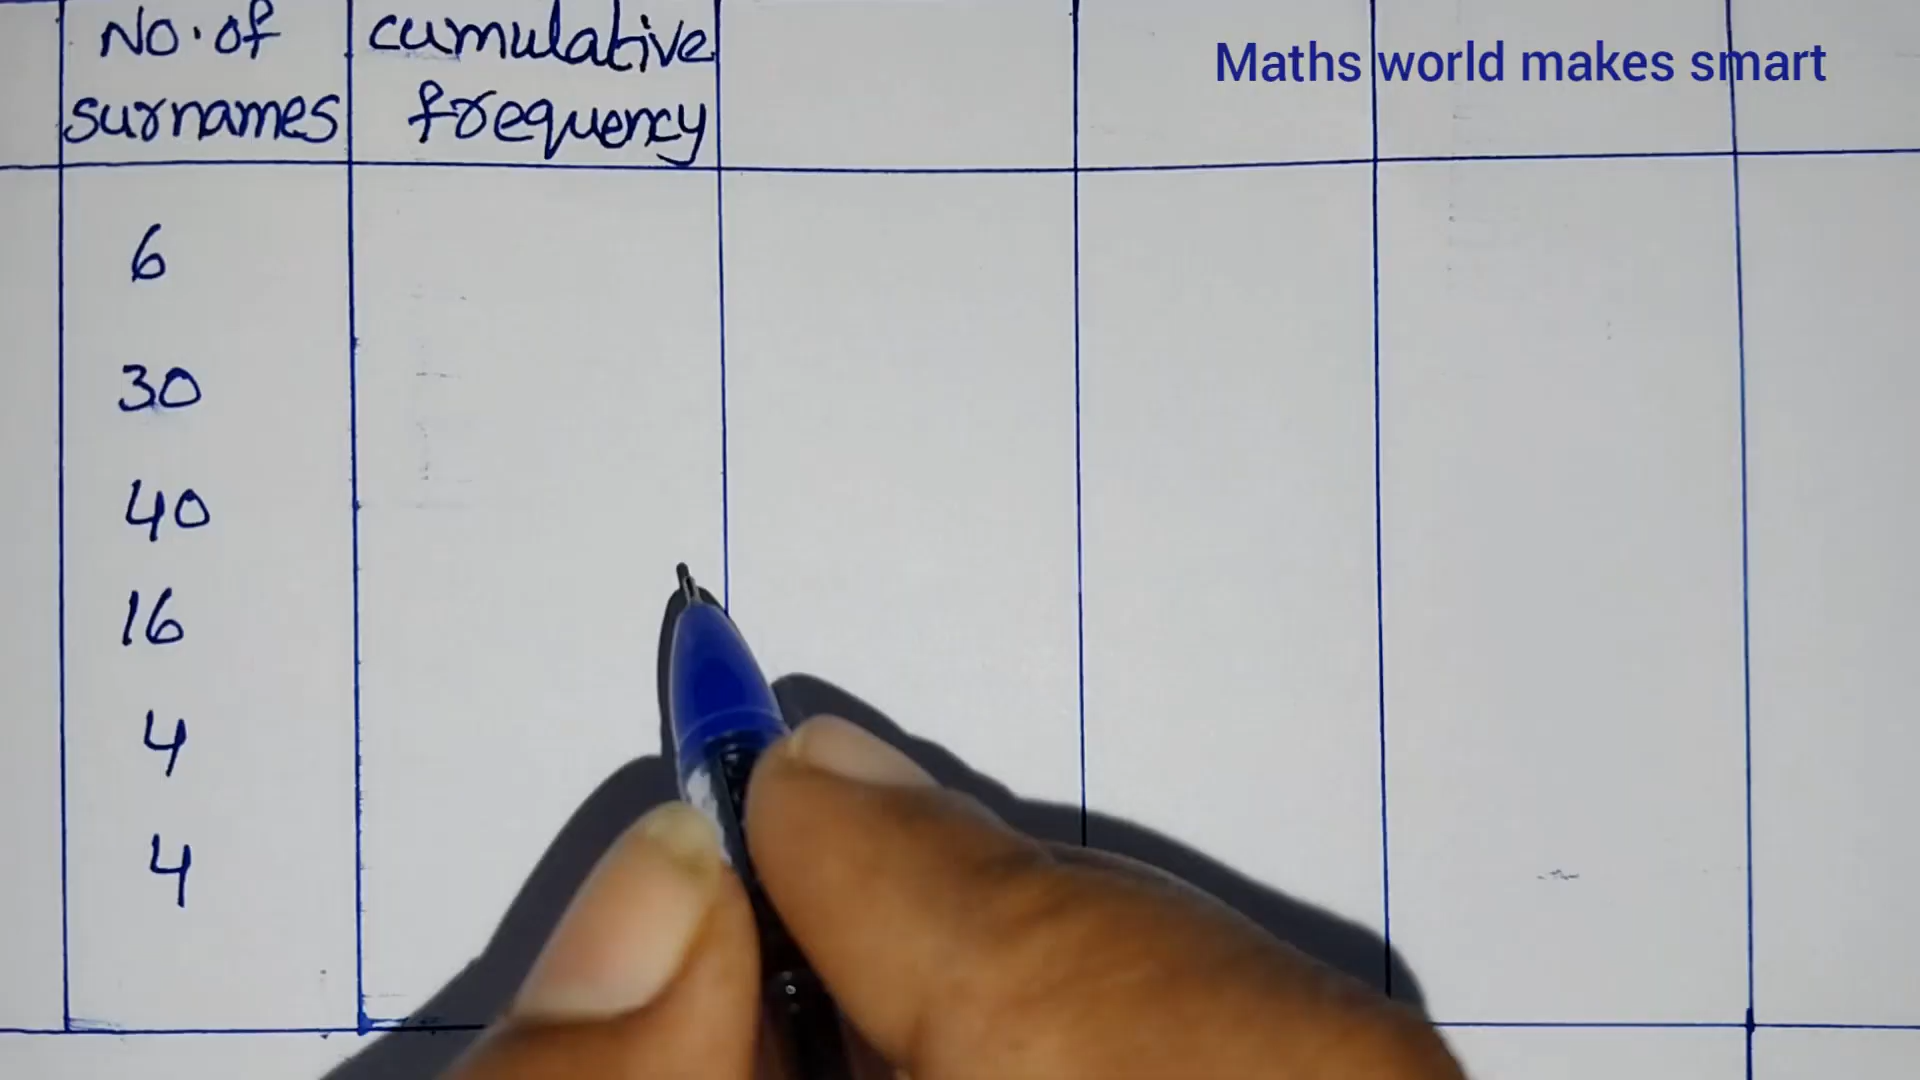 No. of
surnames
cumulative
frequency
Maths world makes smart
6
30
40
16
4
4